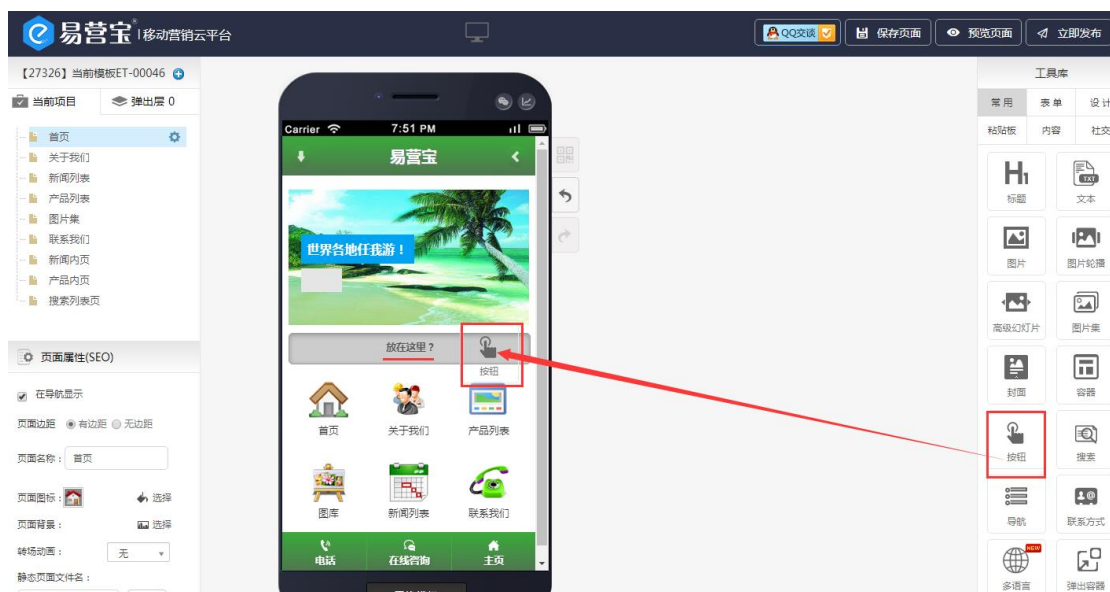 易营宝 移动营销云平台
QQ交谈 保存页面 预览页面 立即发布
【27326】当前模板ET-00046
当前项目 弹出层 0
首页
关于我们
新闻列表
产品列表
图片集
联系我们
新闻内页
产品内页
搜索列表页
页面属性(SEO)
在导航显示
页面边距 有边距 无边距
页面名称： 首页
页面图标： 选择
页面背景： 选择
转场动画： 无
静态页面文件名：
Carrier 7:51 PM
易营宝
世界各地任我游！
放在这里？
按钮
首页 关于我们 产品列表
图库 新闻列表 联系我们
电话 在线咨询 主页
工具库
常用 表单 设计
粘贴板 内容 社交
H1 TXT
标题 文本
图片 图片轮播
高级幻灯片 图片集
封面 容器
按钮 搜索
导航 联系方式
NEW
多语言 弹出容器